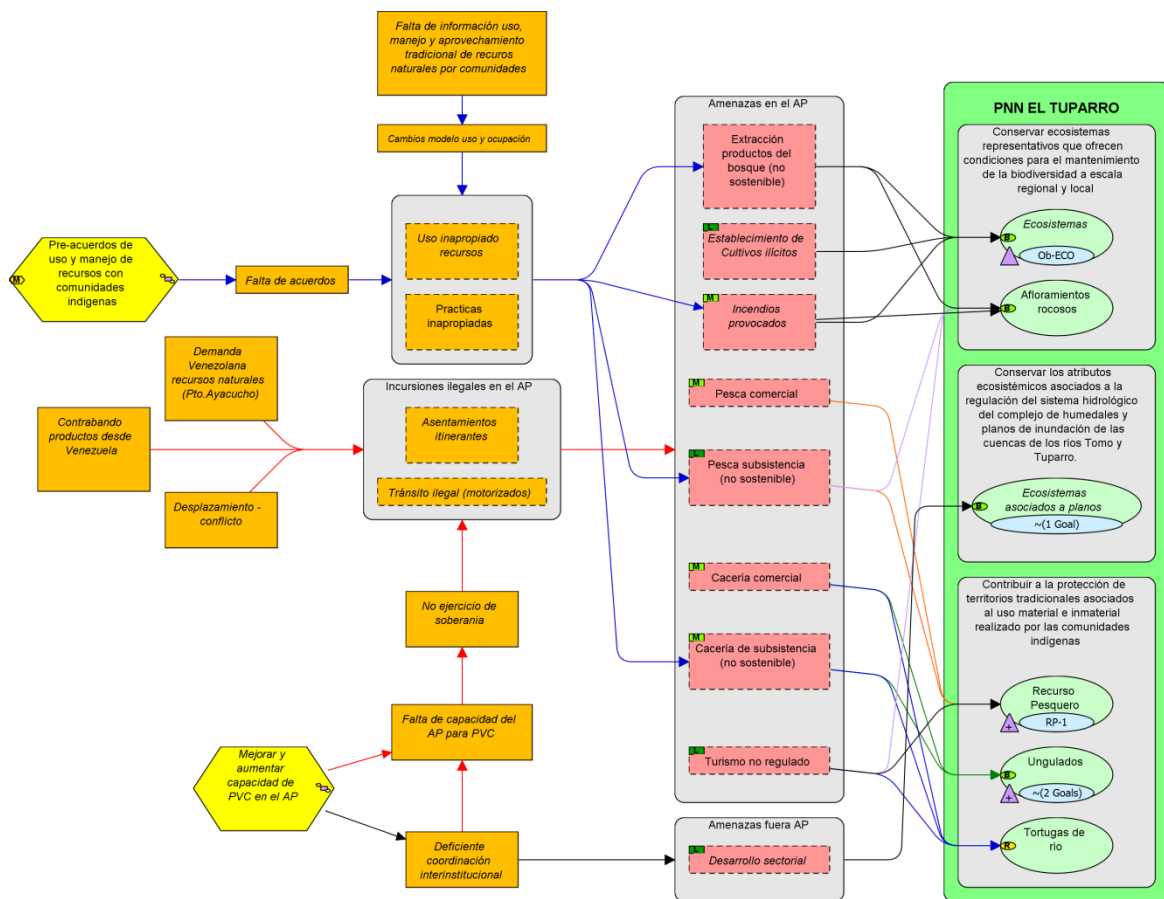 Falta de información uso,
manejo y aprovechamiento
tradicional de recuros
naturales por comunidades
Cambios modelo uso y ocupación
Uso inapropiado
recursos
Practicas
inapropiadas
M
Pre-acuerdos de
uso y manejo de
recursos con
comunidades
indigenas
Falta de acuerdos
Demanda
Venezolana
recursos naturales
(Pto.Ayacucho)
Contrabando
productos desde
Venezuela
Desplazamiento -
conflicto
Incursiones ilegales en el AP
Asentamientos
itinerantes
Trànsito ilegal (motorizados)
No ejercicio de
soberania
Falta de capacidad del
AP para PVC
Mejorar y
aumentar
capacidad de
PVC en el AP
Deficiente
coordinación
interinstitucional
Amenazas en el AP
Extracción
productos del
bosque (no
sostenible)
L
Establecimiento de
Cultivos ilícitos
M
Incendios
provocados
M
Pesca comercial
L
Pesca subsistencia
(no sostenible)
M
Cacería comercial
M
Cacería de subsistencia
(no sostenible)
L
Turismo no regulado
Amenazas fuera AP
L
Desarrollo sectorial
PNN EL TUPARRO
Conservar ecosistemas
representativos que ofrecen
condiciones para el mantenimiento
de la biodiversidad a escala
regional y local
Ecosistemas
B
Ob-ECO
Afloramientos
rocosos
B
Conservar los atributos
ecosistémicos asociados a la
regulación del sistema hidrológico
del complejo de humedales y
planos de inundación de las
cuencas de los rios Tomo y
Tuparro.
Ecosistemas
asociados a planos
B
~(1 Goal)
Contribuir a la protección de
territorios tradicionales asociados
al uso material e inmaterial
realizado por las comunidades
indigenas
Recurso
Pesquero
+
RP-1
Ungulados
B
+
~(2 Goals)
Tortugas de
rio
R